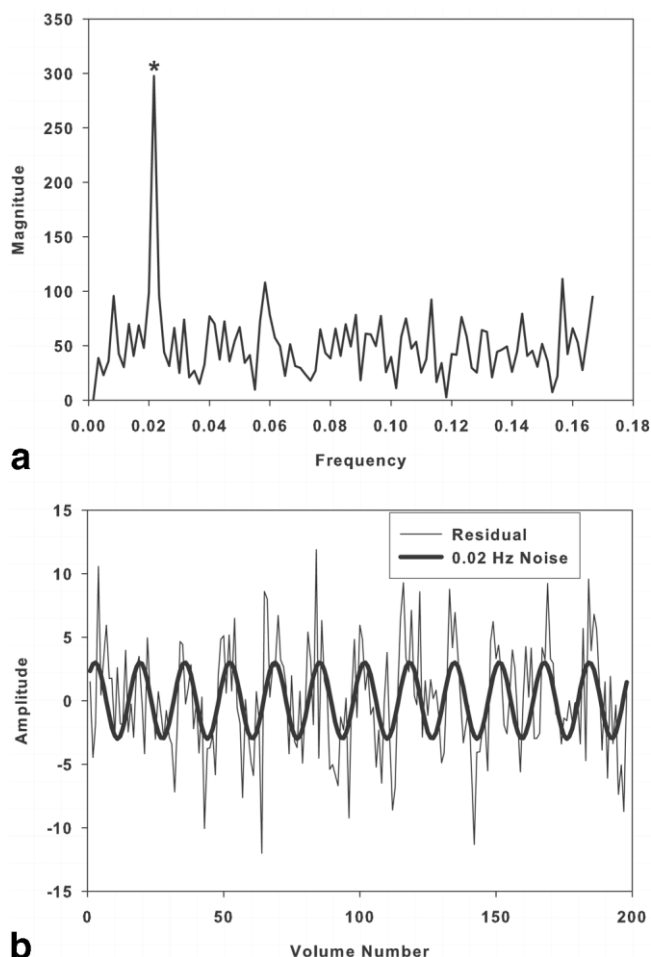 350
300
250
200
150
100
50
0
*
Magnitude
0.00 0.02 0.04 0.06 0.08 0.10 0.12 0.14 0.16 0.18
a
Frequency
15
10
5
0
-5
-10
-15
Residual
0.02 Hz Noise
Amplitude
0 50 100 150 200
b
Volume Number